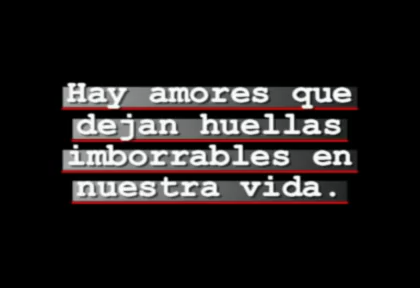 Hay amores que
dejan huellas
imborrables en
nuestra vida.